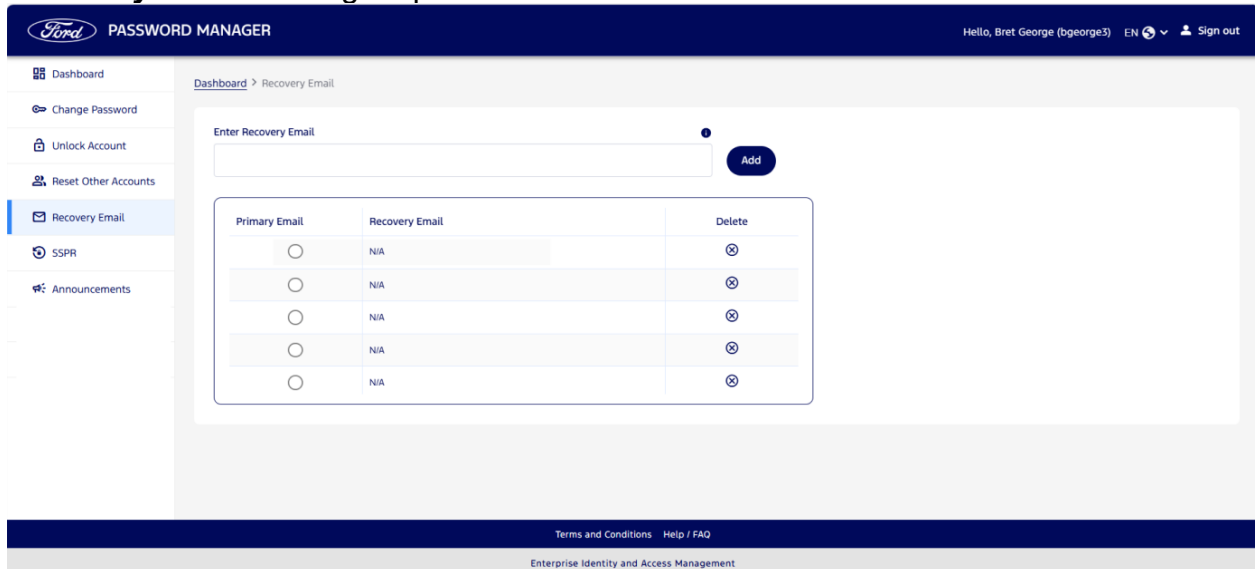 Ford PASSWORD MANAGER
Hello, Bret George (bgeorge3) EN Sign out
Dashboard
Change Password
Unlock Account
Reset Other Accounts
Recovery Email
SSPR
Announcements
Dashboard > Recovery Email
Enter Recovery Email
Add
Primary Email Recovery Email Delete
N/A
N/A
N/A
N/A
N/A
Terms and Conditions Help / FAQ
Enterprise Identity and Access Management